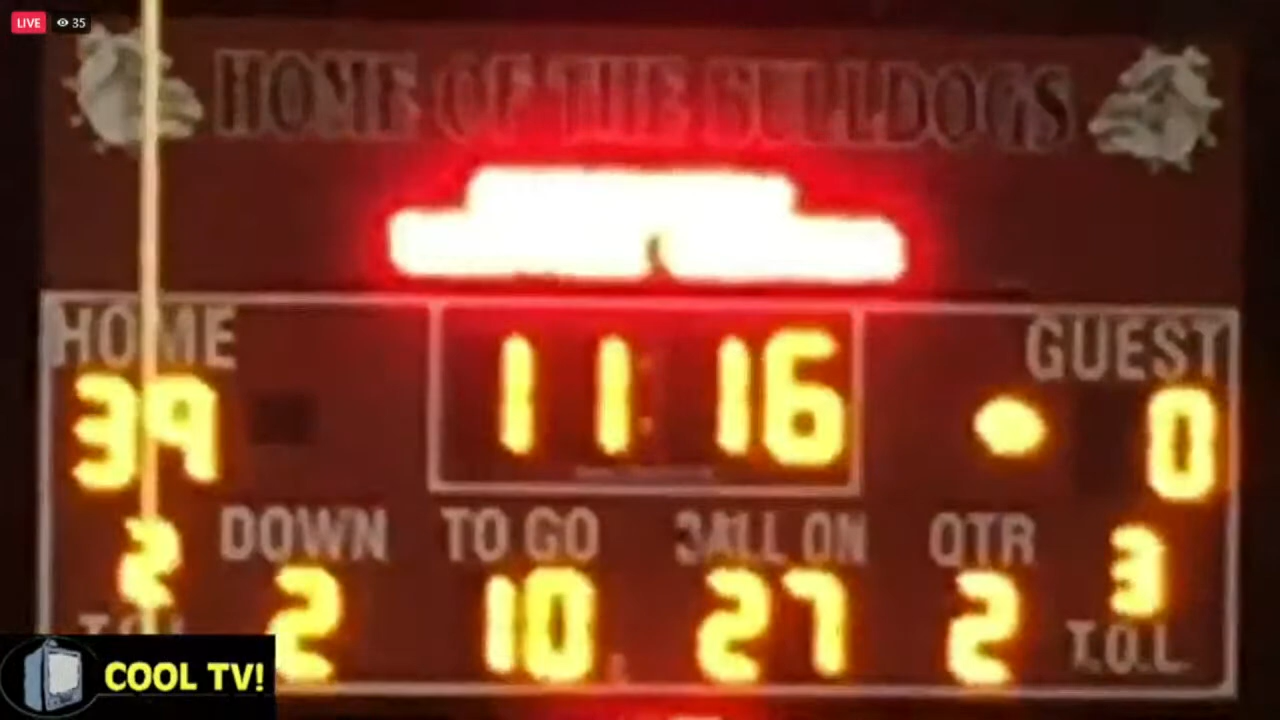 LIVE 35
HOME OF THE BULLDOGS
HOME
GUEST
11:16
39
0
DOWN
TO GO
BALL ON
QTR
2
3
2
10
27
2
T.O.L.
T.O.L.
COOL TV!